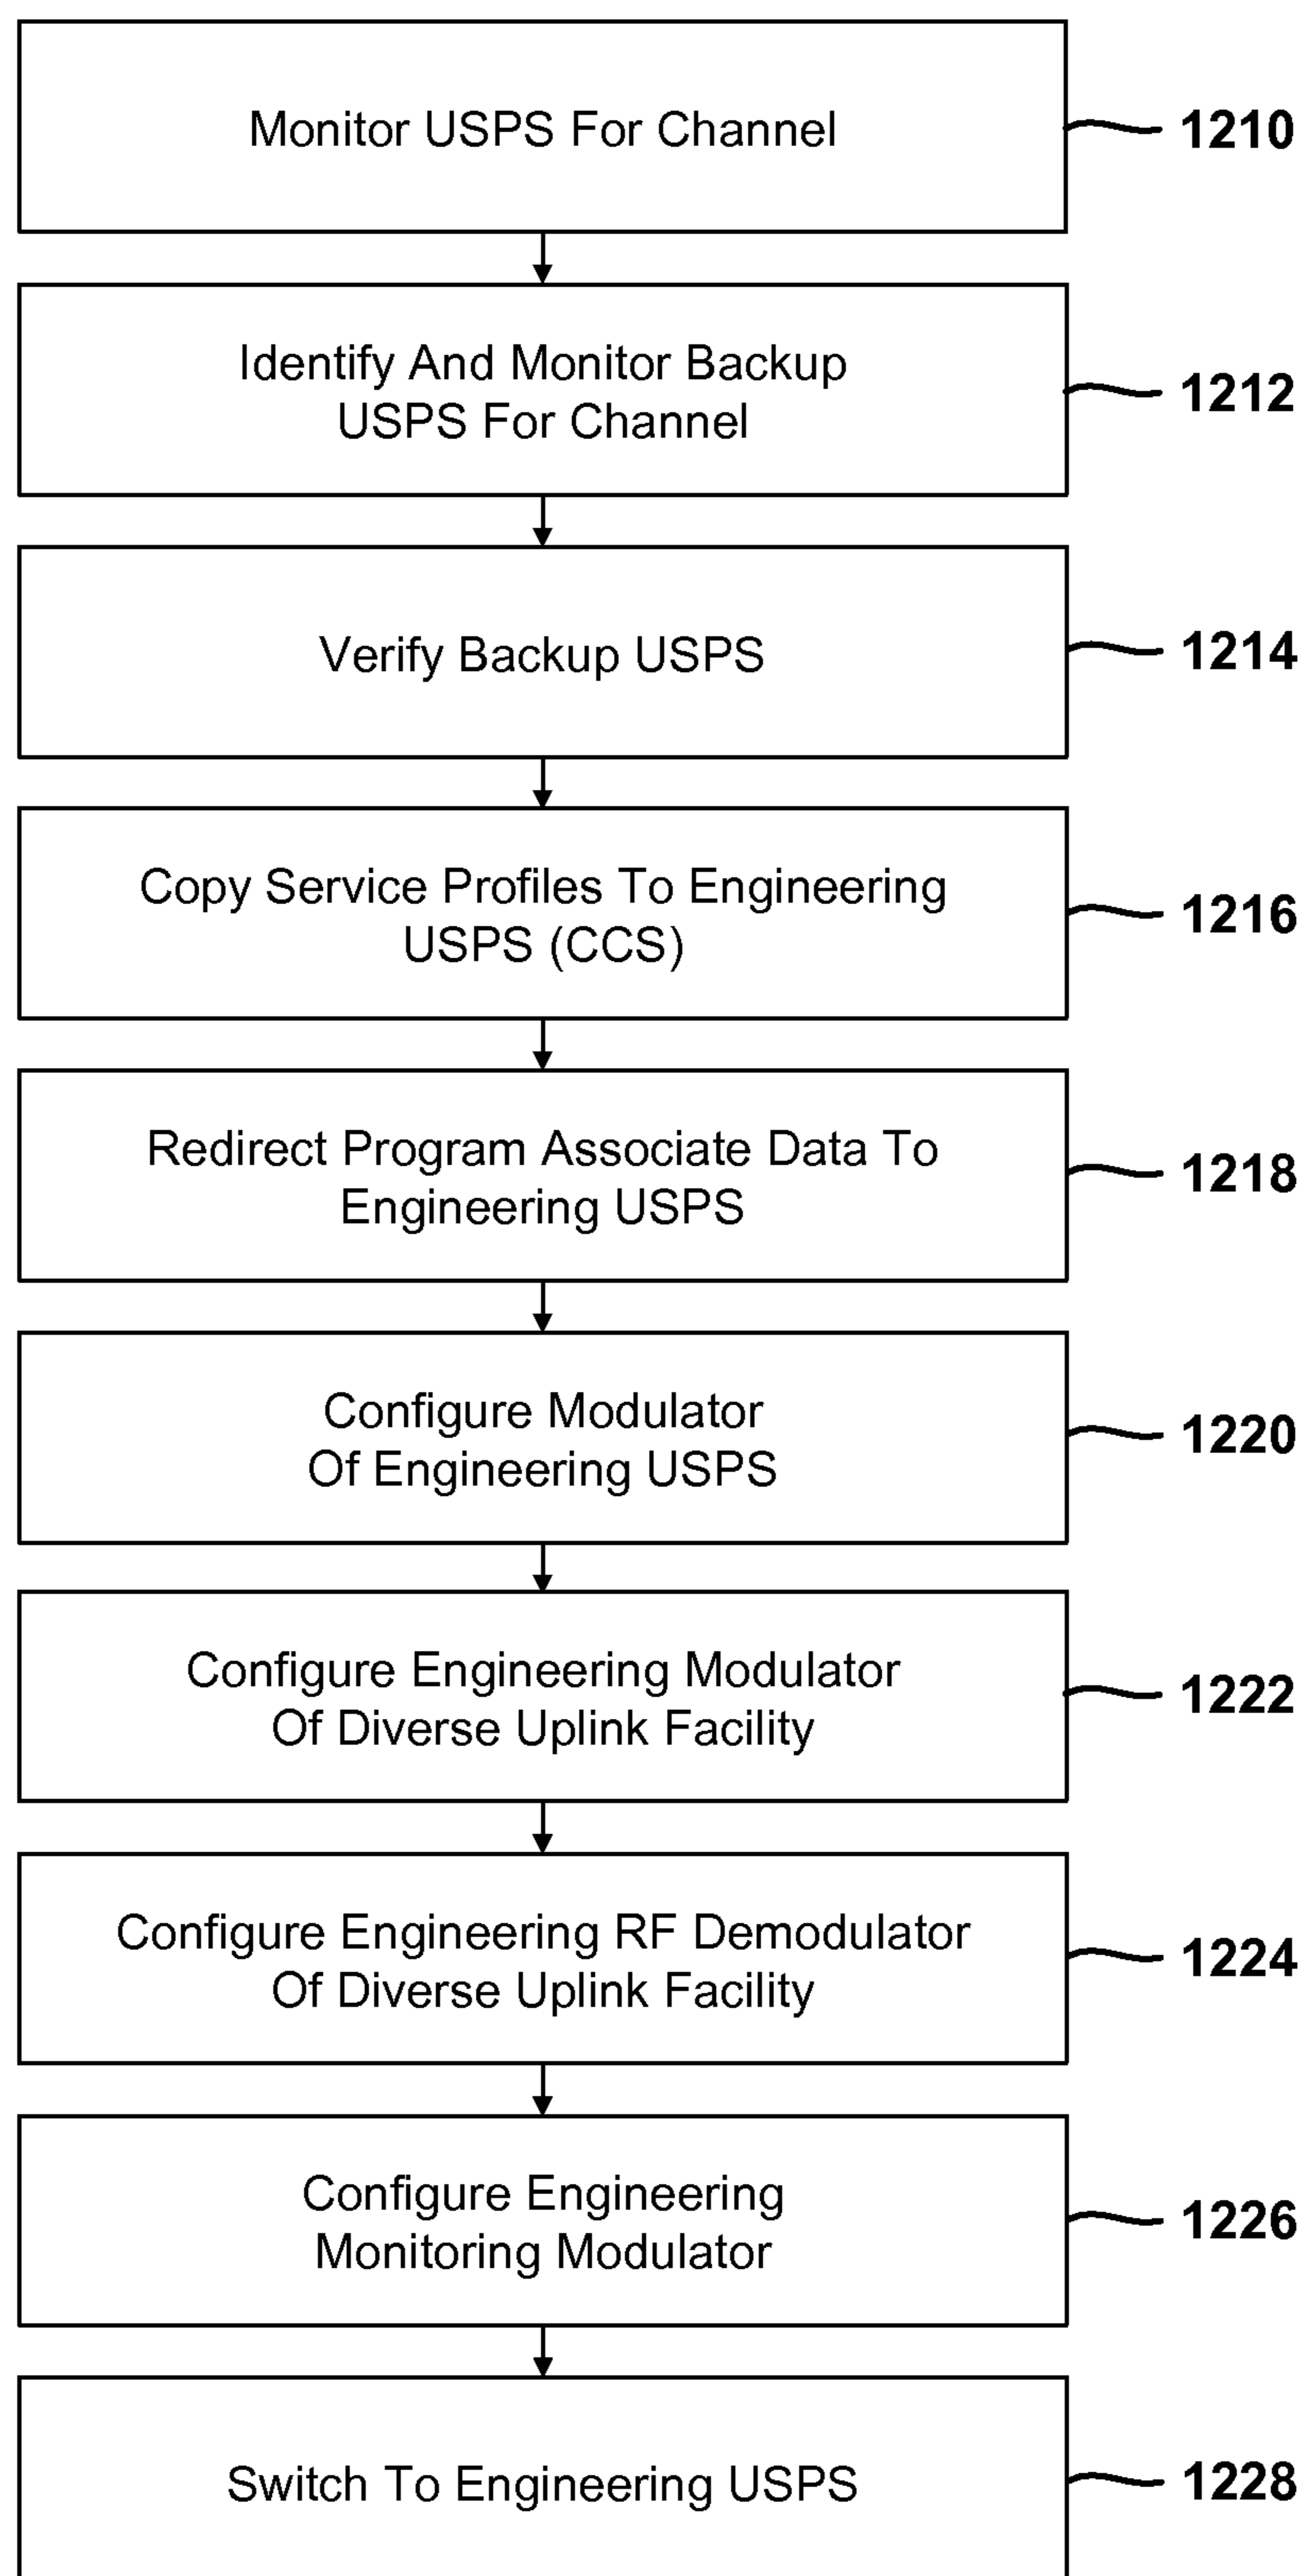 Monitor USPS For Channel
1210
Identify And Monitor Backup
USPS For Channel
1212
Verify Backup USPS
1214
Copy Service Profiles To Engineering
USPS (CCS)
1216
Redirect Program Associate Data To
Engineering USPS
1218
Configure Modulator
Of Engineering USPS
1220
Configure Engineering Modulator
Of Diverse Uplink Facility
1222
Configure Engineering RF Demodulator
Of Diverse Uplink Facility
1224
Configure Engineering
Monitoring Modulator
1226
Switch To Engineering USPS
1228